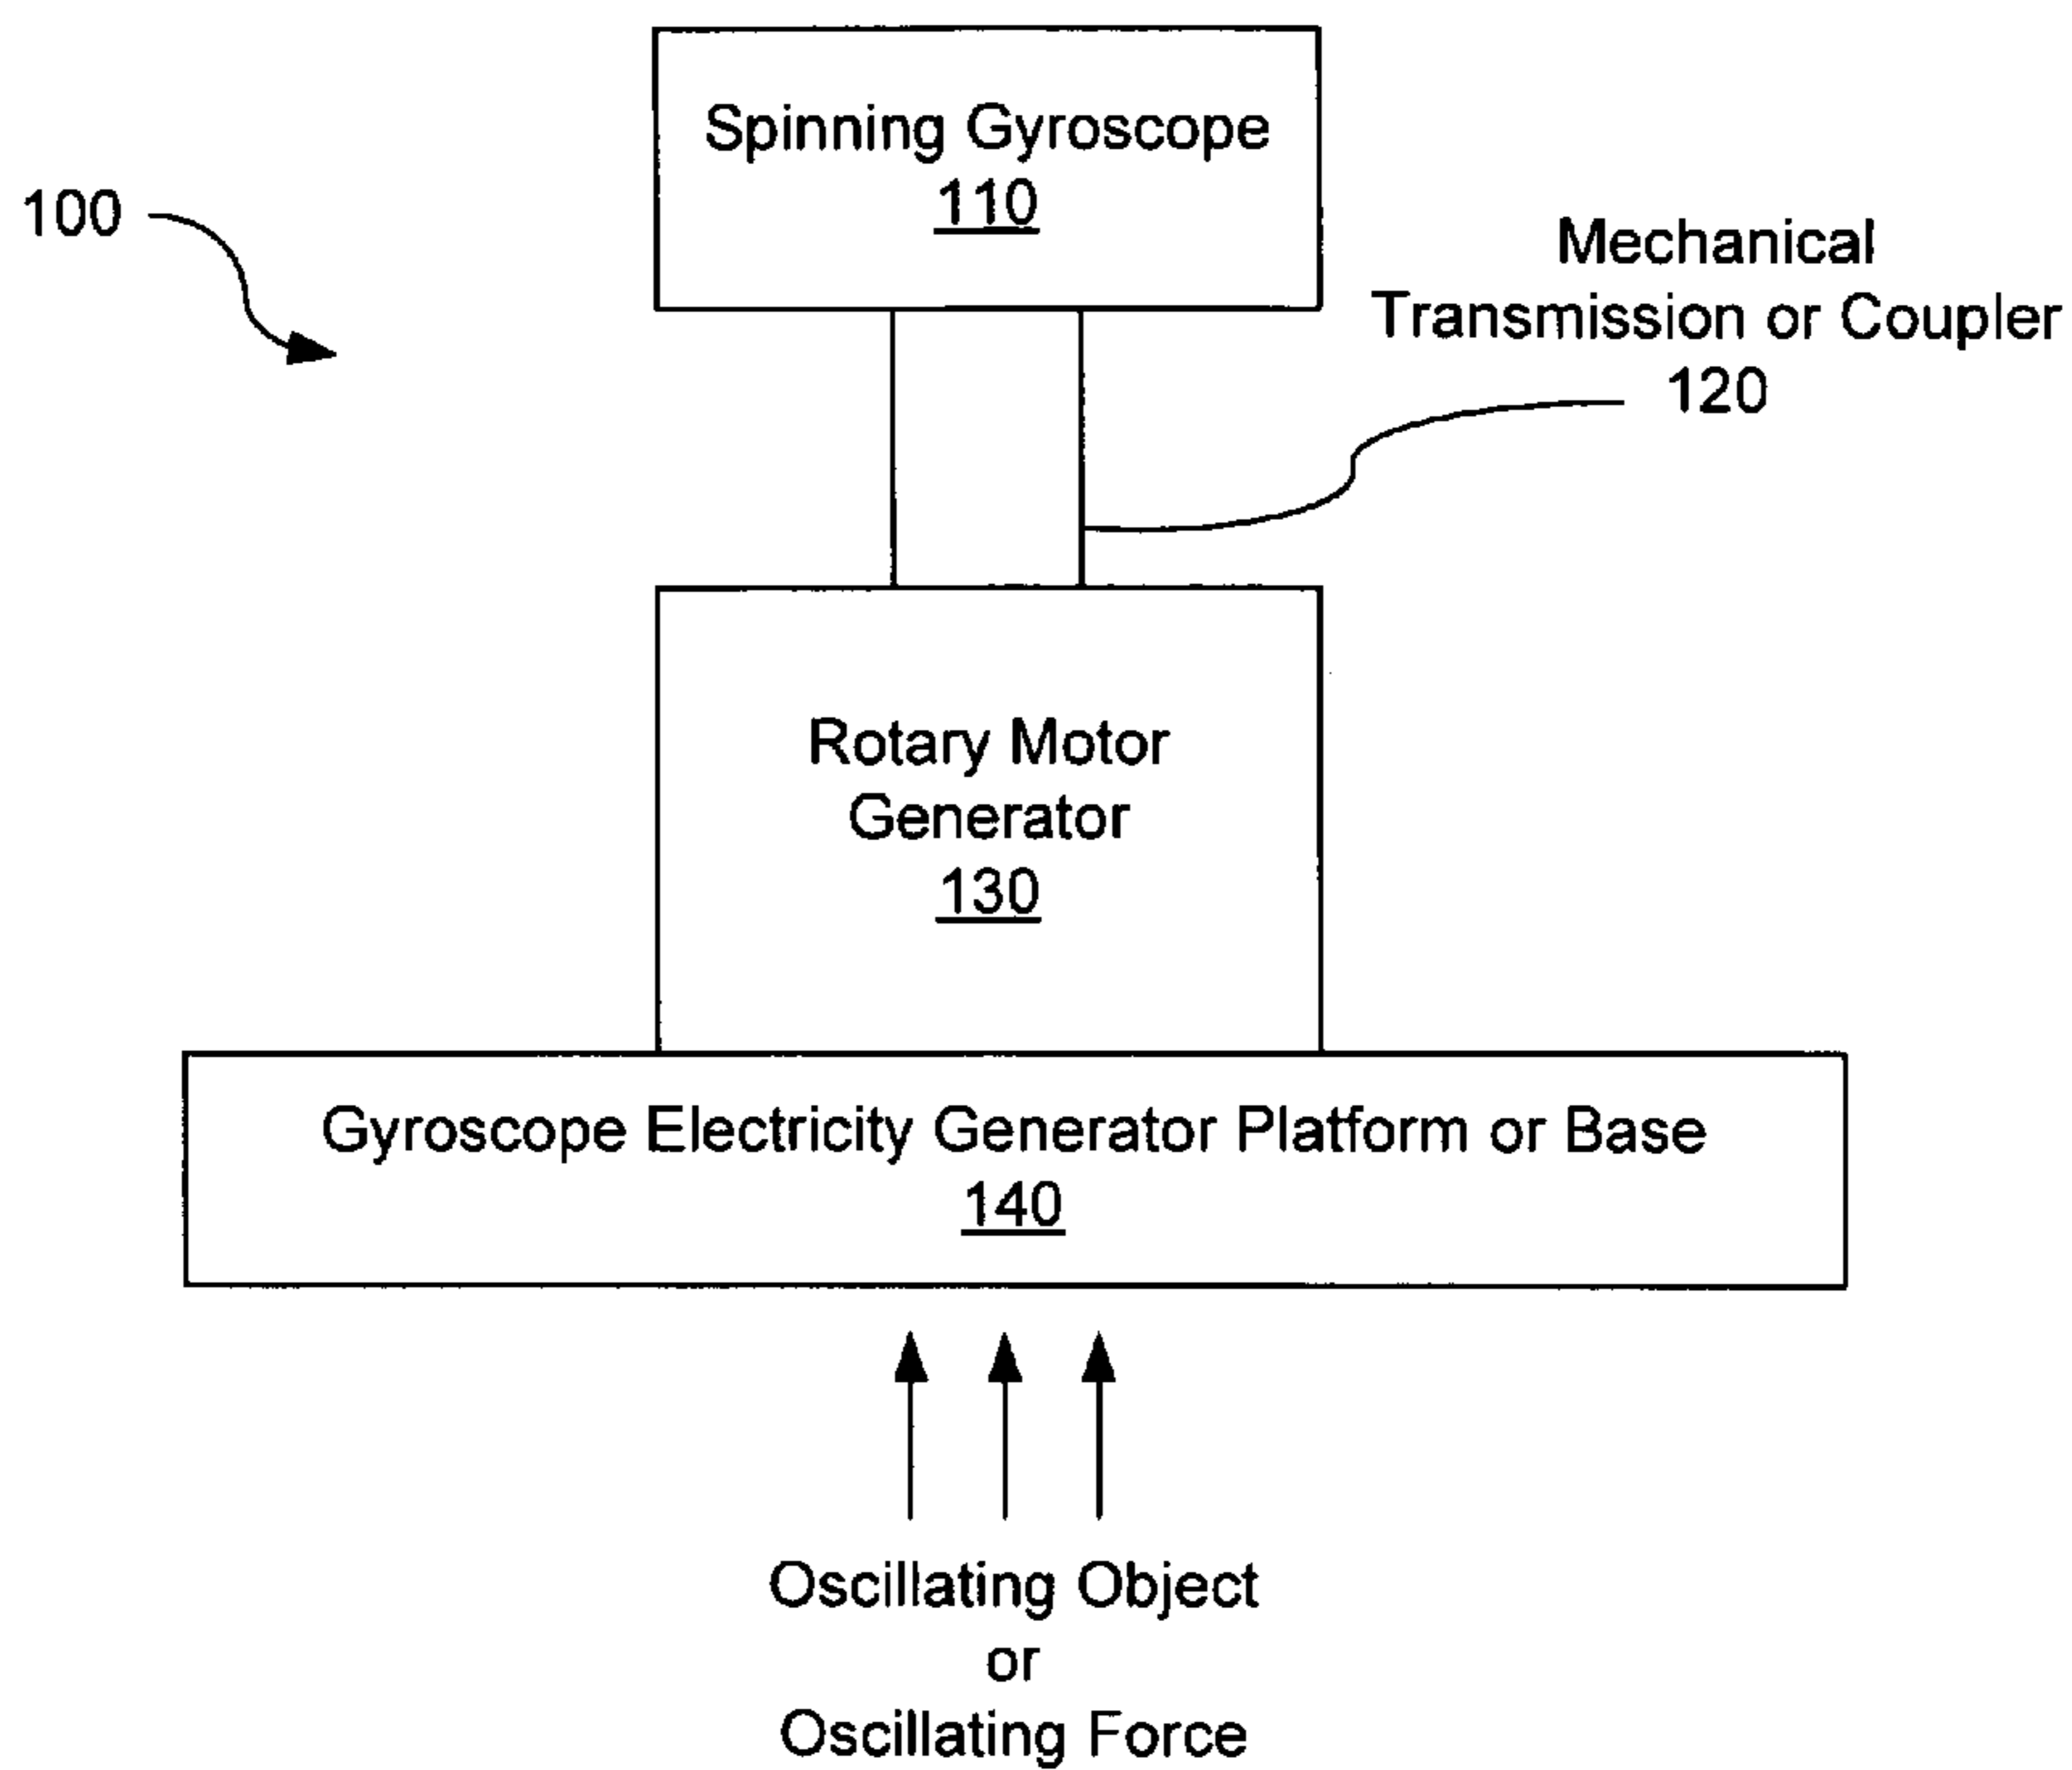 Spinning Gyroscope
110
100
Mechanical
Transmission or Coupler
120
Rotary Motor
Generator
130
Gyroscope Electricity Generator Platform or Base
140
Oscillating Object
or
Oscillating Force